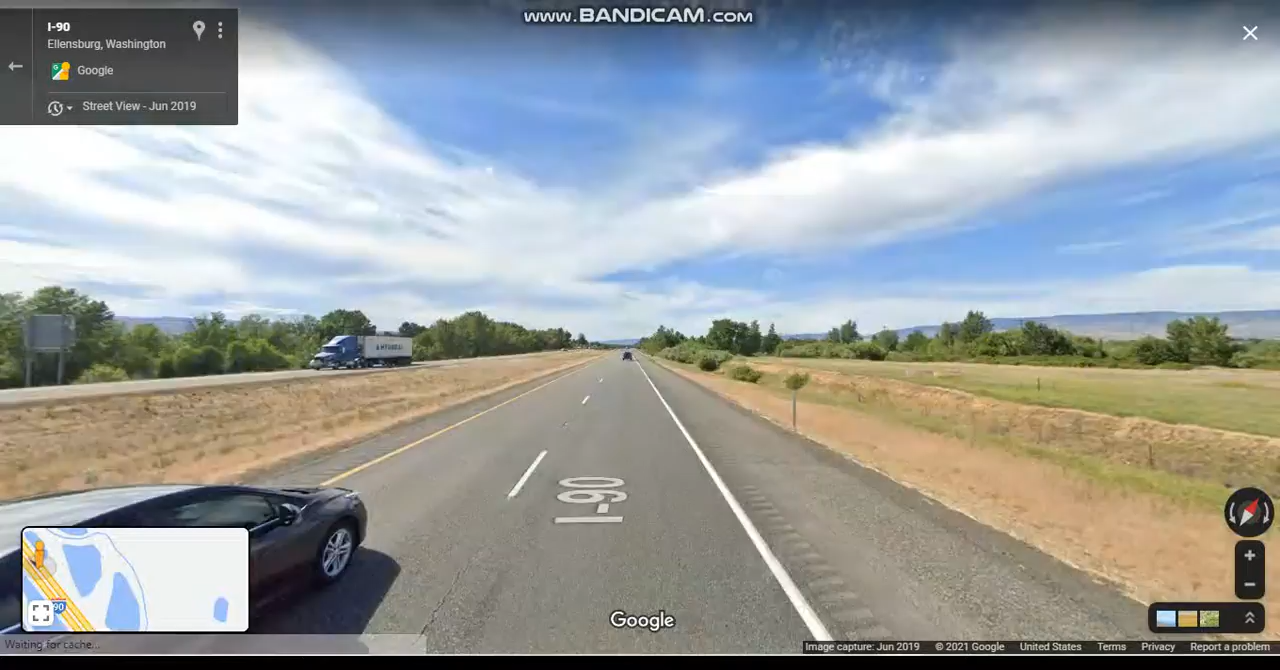 www.BANDICAM.com
I-90
Ellensburg, Washington
Google
Street View - Jun 2019
I-90
90
Google
Waiting for cache...
Image capture: Jun 2019 © 2021 Google United States Terms Privacy Report a problem